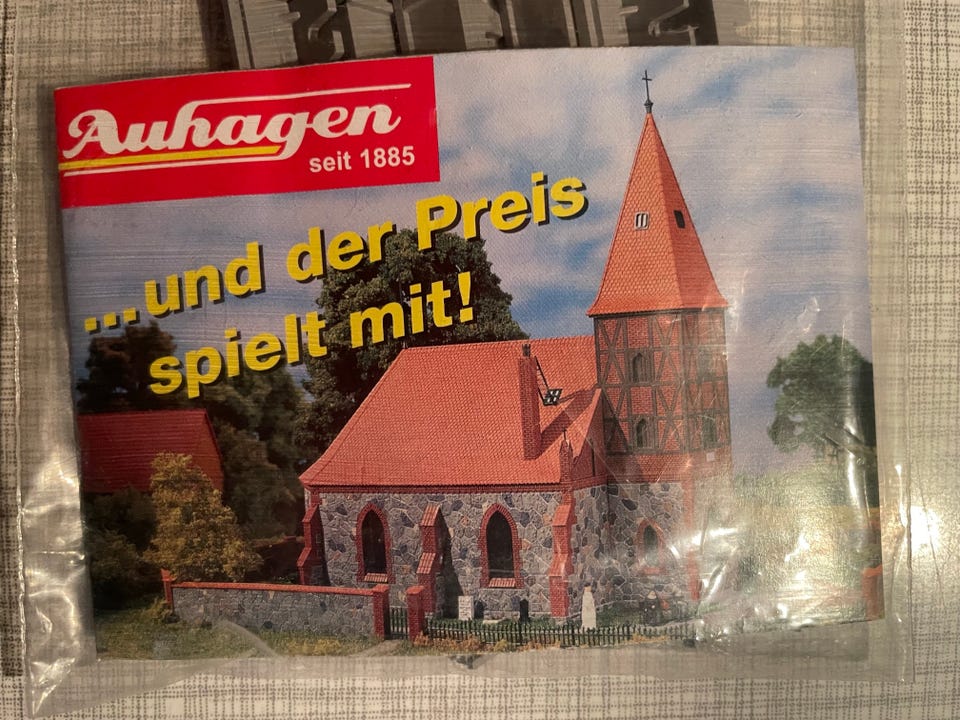 Auhagen
seit 1885
...und der Preis
spielt mit!